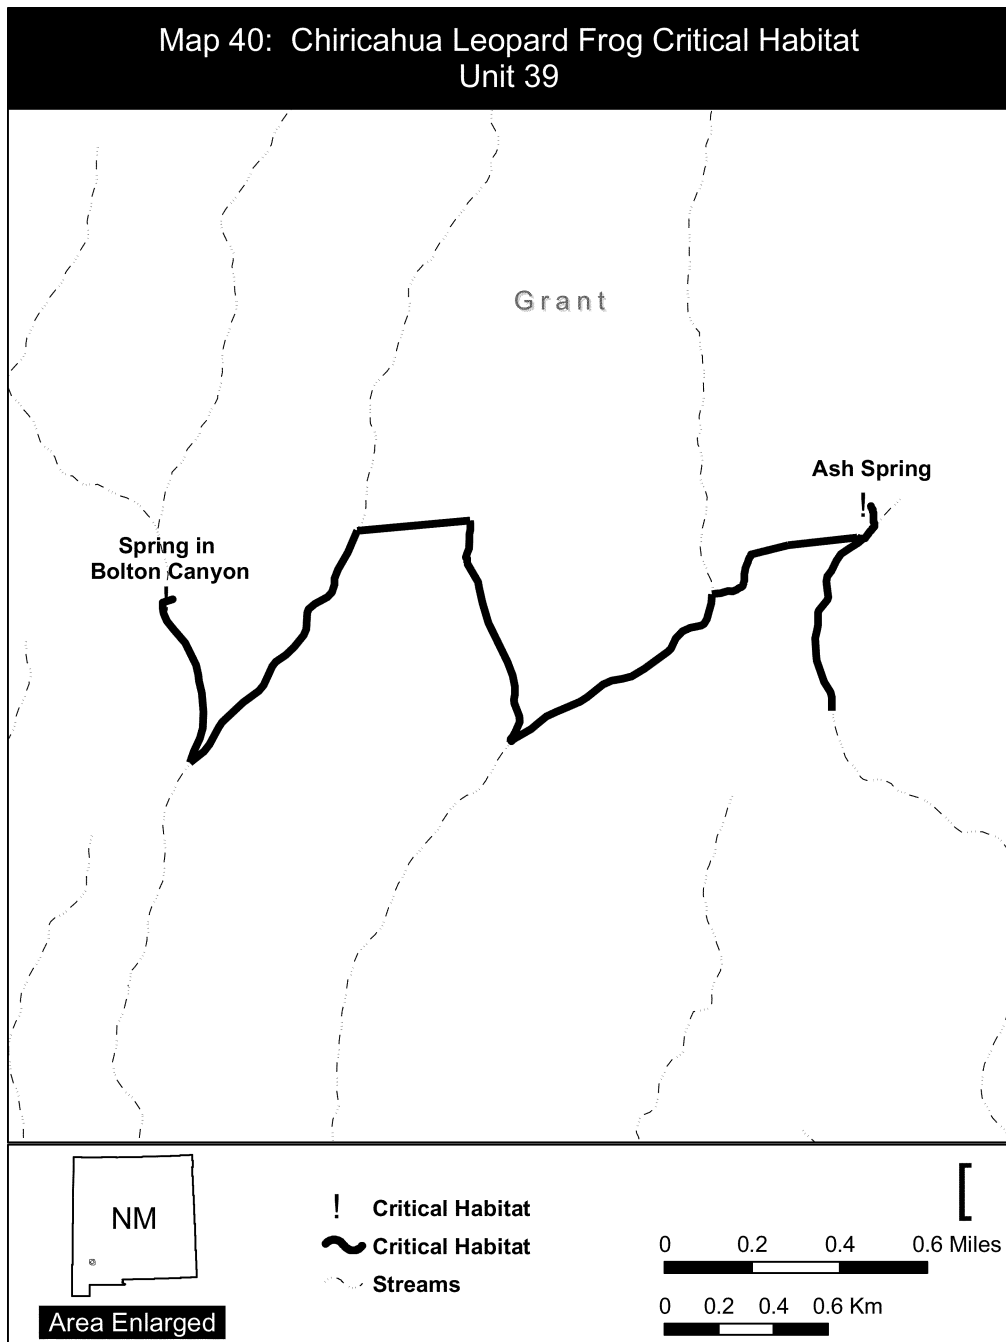 Map 40: Chiricahua Leopard Frog Critical Habitat
Unit 39
Grant
Ash Spring
!
Spring in
Bolton Canyon
!
NM
Area Enlarged
! Critical Habitat
Critical Habitat
Streams
[
0 0.2 0.4 0.6 Miles
0 0.2 0.4 0.6 Km